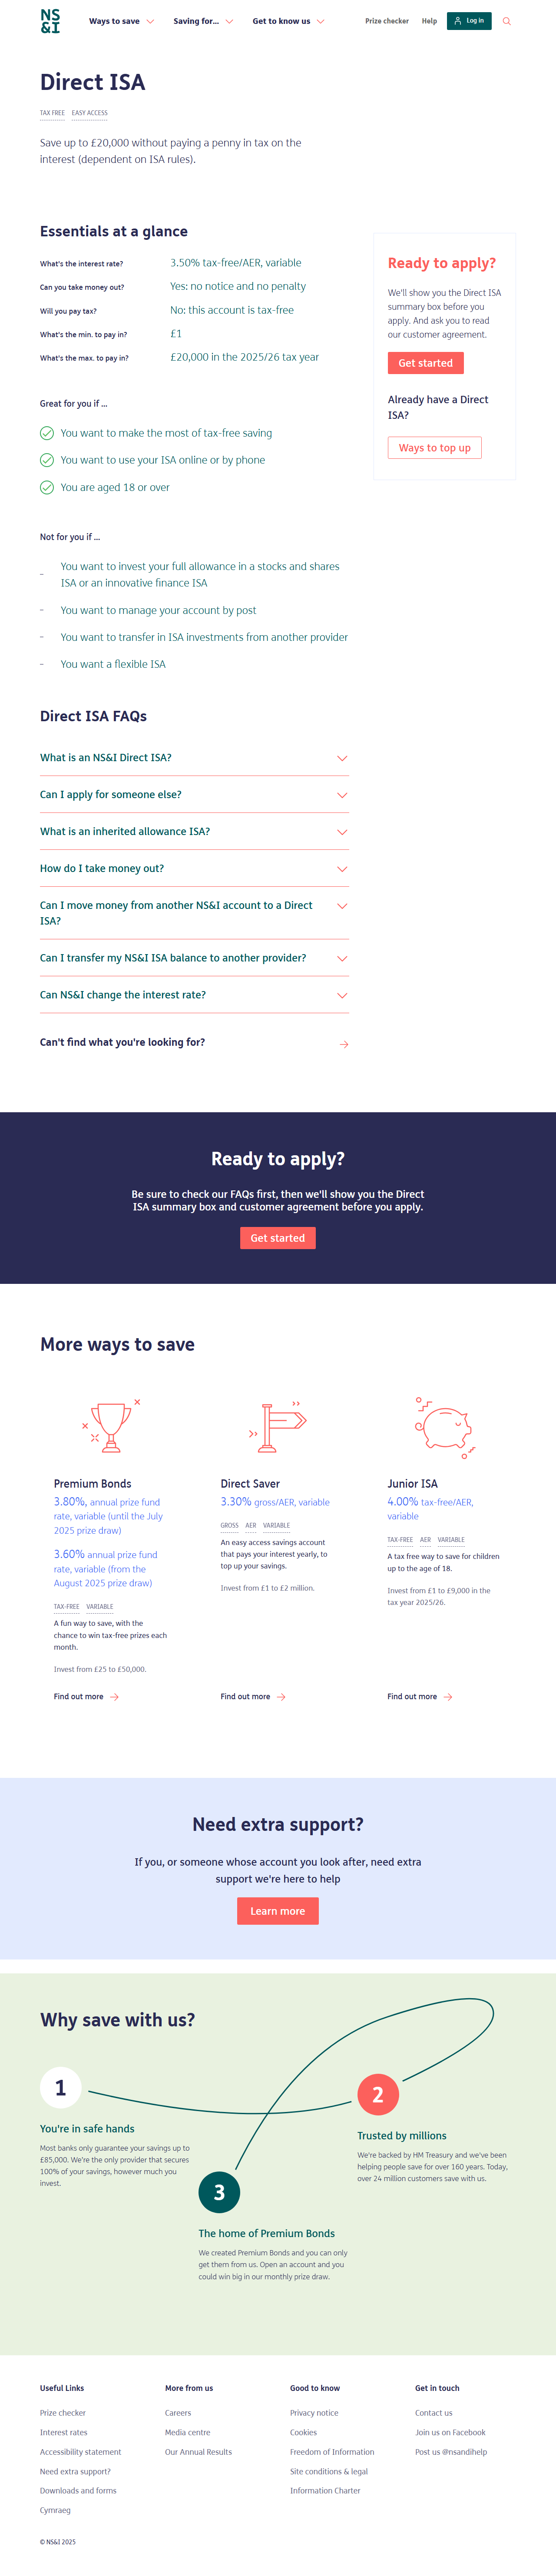 NS
&I
Ways to save
Saving for...
Get to know us
Prize checker
Help
Log in
Direct ISA
TAX FREE EASY ACCESS
Save up to £20,000 without paying a penny in tax on the
interest (dependent on ISA rules).
Essentials at a glance
What's the interest rate? 3.50% tax-free/AER, variable
Can you take money out? Yes: no notice and no penalty
Will you pay tax? No: this account is tax-free
What's the min. to pay in? £1
What's the max. to pay in? £20,000 in the 2025/26 tax year
Great for you if ...
You want to make the most of tax-free saving
You want to use your ISA online or by phone
You are aged 18 or over
Not for you if ...
– You want to invest your full allowance in a stocks and shares
ISA or an innovative finance ISA
– You want to manage your account by post
– You want to transfer in ISA investments from another provider
– You want a flexible ISA
Ready to apply?
We'll show you the Direct ISA
summary box before you
apply. And ask you to read
our customer agreement.
Get started
Already have a Direct
ISA?
Ways to top up
Direct ISA FAQs
What is an NS&I Direct ISA?
Can I apply for someone else?
What is an inherited allowance ISA?
How do I take money out?
Can I move money from another NS&I account to a Direct
ISA?
Can I transfer my NS&I ISA balance to another provider?
Can NS&I change the interest rate?
Can't find what you're looking for?
Ready to apply?
Be sure to check our FAQs first, then we'll show you the Direct
ISA summary box and customer agreement before you apply.
Get started
More ways to save
Premium Bonds
3.80%, annual prize fund
rate, variable (until the July
2025 prize draw)
3.60% annual prize fund
rate, variable (from the
August 2025 prize draw)
TAX-FREE VARIABLE
A fun way to save, with the
chance to win tax-free prizes each
month.
Invest from £25 to £50,000.
Find out more
Direct Saver
3.30% gross/AER, variable
GROSS AER VARIABLE
An easy access savings account
that pays your interest yearly, to
top up your savings.
Invest from £1 to £2 million.
Find out more
Junior ISA
4.00% tax-free/AER,
variable
TAX-FREE AER VARIABLE
A tax free way to save for children
up to the age of 18.
Invest from £1 to £9,000 in the
tax year 2025/26.
Find out more
Need extra support?
If you, or someone whose account you look after, need extra
support we're here to help
Learn more
Why save with us?
1
You're in safe hands
Most banks only guarantee your savings up to
£85,000. We're the only provider that secures
100% of your savings, however much you
invest.
2
Trusted by millions
We're backed by HM Treasury and we've been
helping people save for over 160 years. Today,
over 24 million customers save with us.
3
The home of Premium Bonds
We created Premium Bonds and you can only
get them from us. Open an account and you
could win big in our monthly prize draw.
Useful Links
Prize checker
Interest rates
Accessibility statement
Need extra support?
Downloads and forms
Cymraeg
More from us
Careers
Media centre
Our Annual Results
Good to know
Privacy notice
Cookies
Freedom of Information
Site conditions & legal
Information Charter
Get in touch
Contact us
Join us on Facebook
Post us @nsandihelp
© NS&I 2025